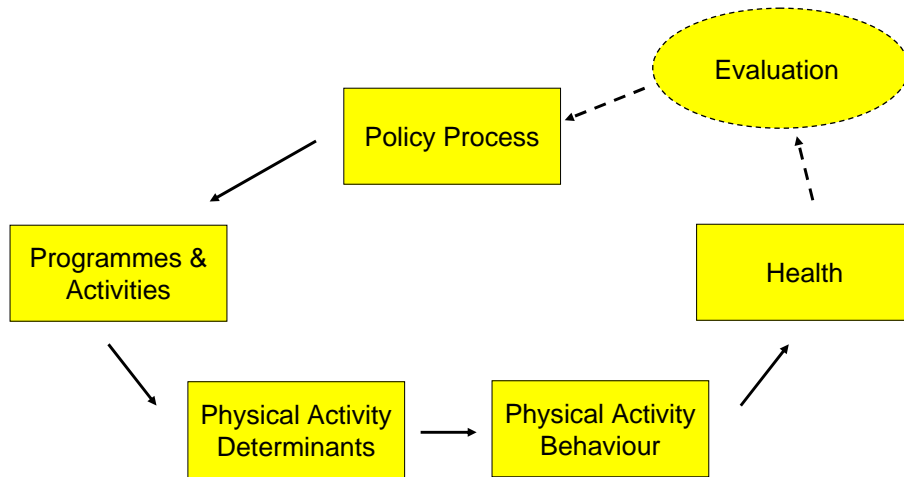 Evaluation
Policy Process
Programmes &
Activities
Health
Physical Activity
Determinants
Physical Activity
Behaviour